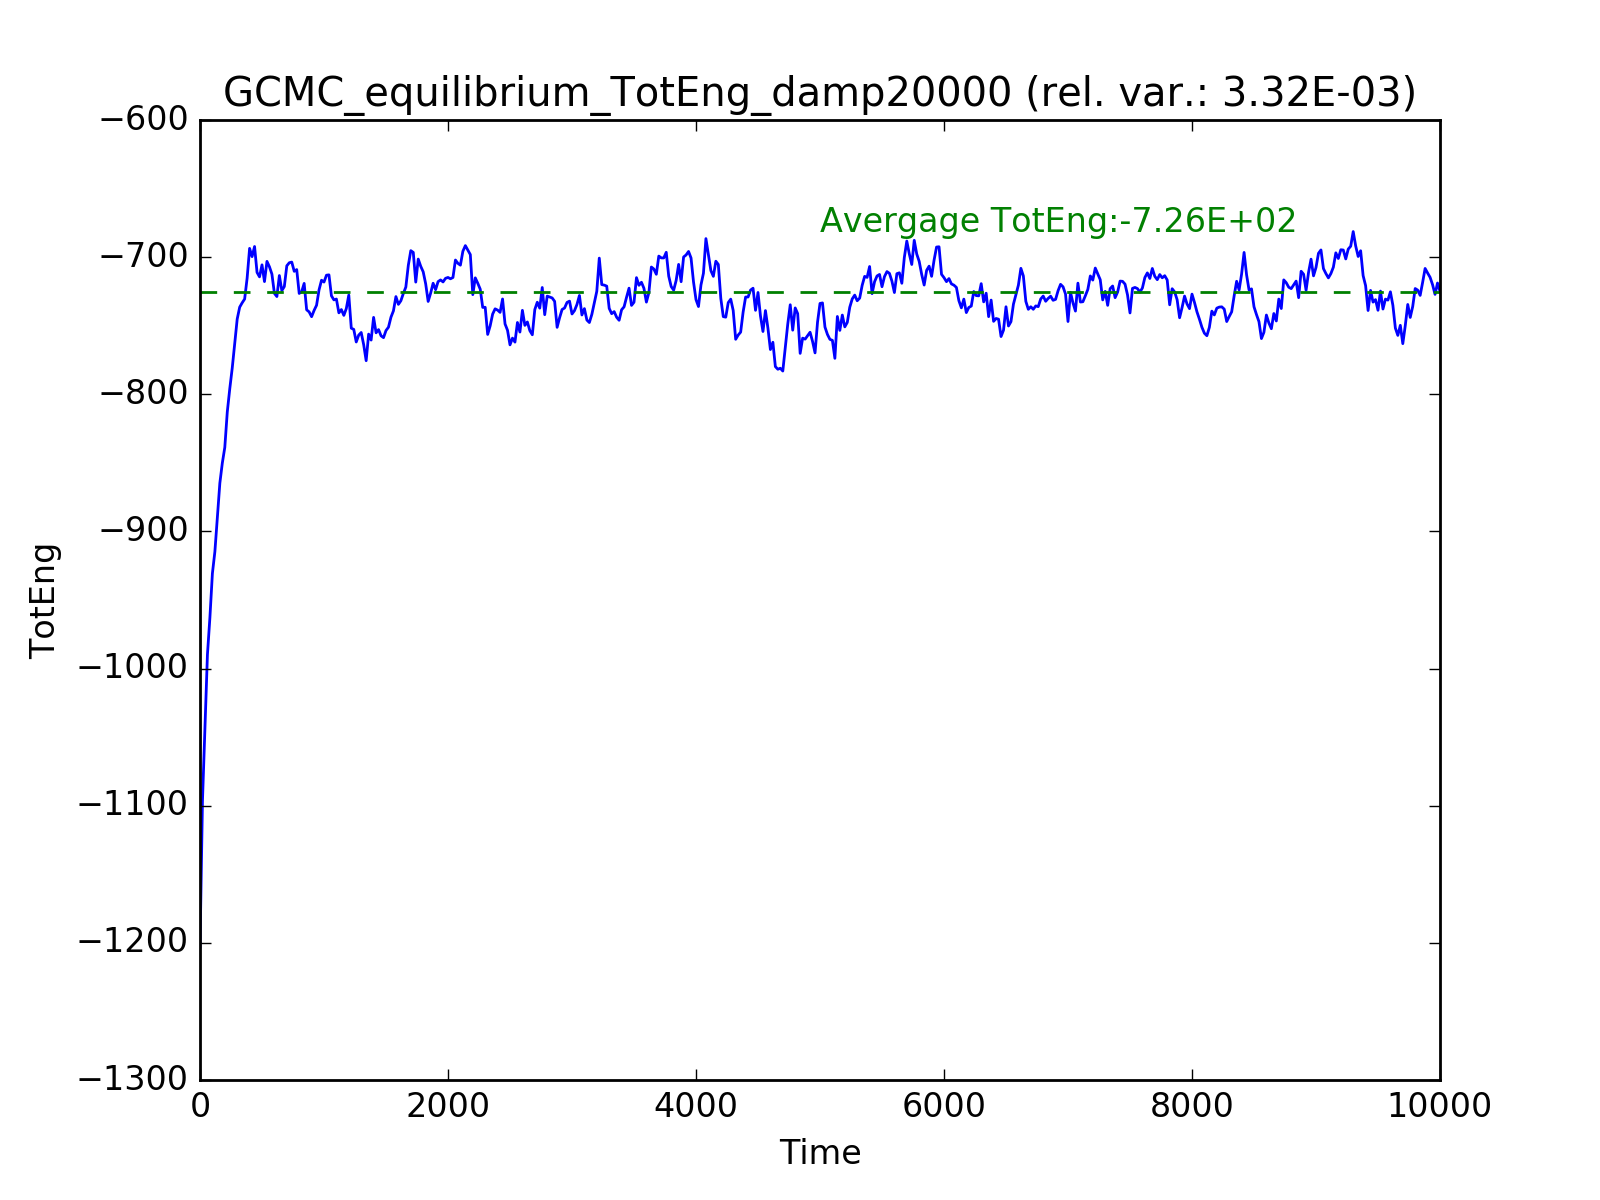 GCMC_equilibrium_TotEng_damp20000 (rel. var.: 3.32E-03)
−600
Avergage TotEng:-7.26E+02
−700
−800
−900
TotEng
−1000
−1100
−1200
−1300
0 2000 4000 6000 8000 10000
Time